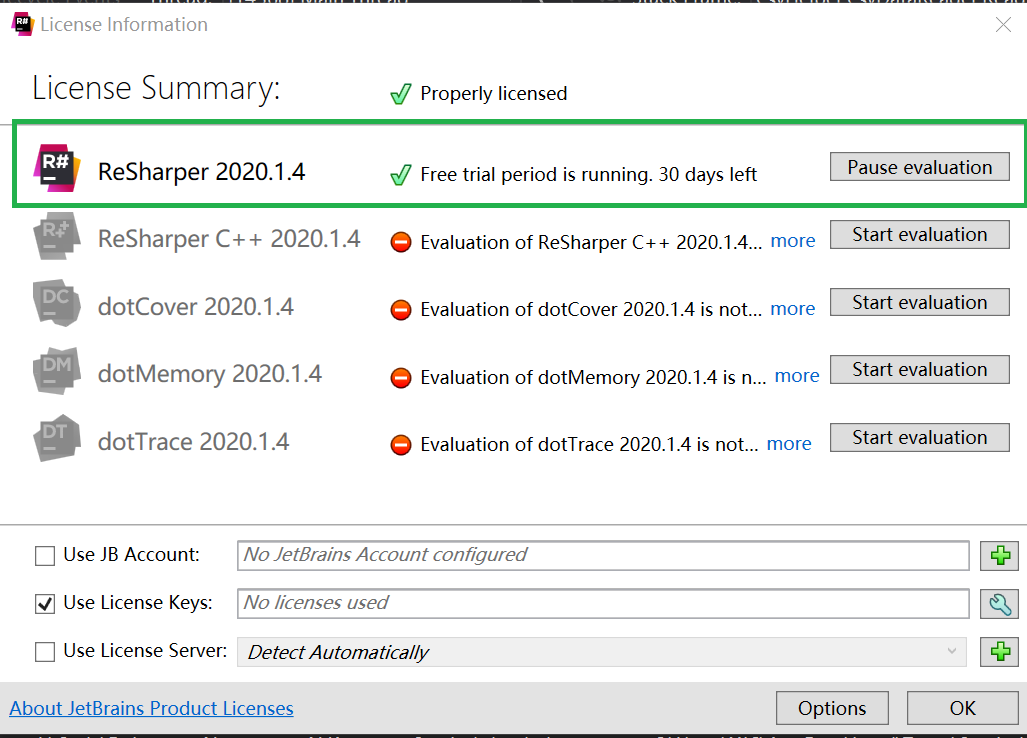 R# License Information
License Summary: Properly licensed
R# ReSharper 2020.1.4 Free trial period is running. 30 days left Pause evaluation
R++ ReSharper C++ 2020.1.4 Evaluation of ReSharper C++ 2020.1.4... more Start evaluation
DC dotCover 2020.1.4 Evaluation of dotCover 2020.1.4 is not... more Start evaluation
DM dotMemory 2020.1.4 Evaluation of dotMemory 2020.1.4 is n... more Start evaluation
DT dotTrace 2020.1.4 Evaluation of dotTrace 2020.1.4 is not... more Start evaluation
Use JB Account: No JetBrains Account configured
Use License Keys: No licenses used
Use License Server: Detect Automatically
About JetBrains Product Licenses Options OK